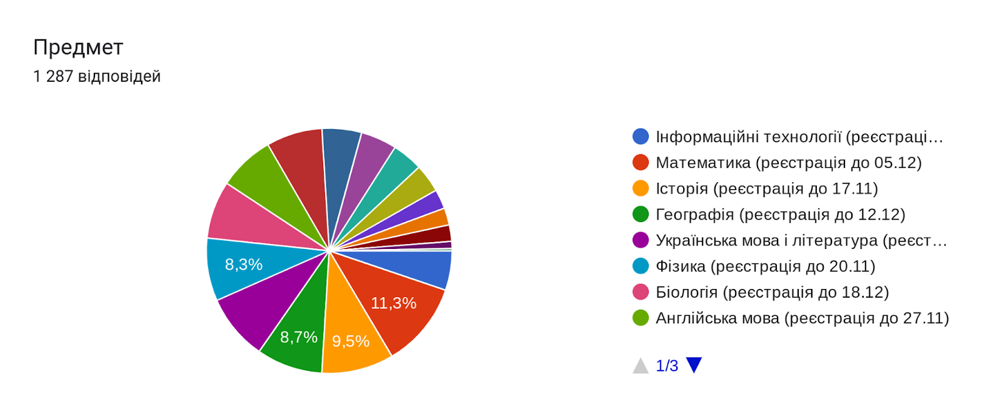 Предмет
1 287 відповідей
8,3%
11,3%
8,7%
9,5%
Інформаційні технології (реєстраці…
Математика (реєстрація до 05.12)
Історія (реєстрація до 17.11)
Географія (реєстрація до 12.12)
Українська мова і література (реєст…
Фізика (реєстрація до 20.11)
Біологія (реєстрація до 18.12)
Англійська мова (реєстрація до 27.11)
1/3